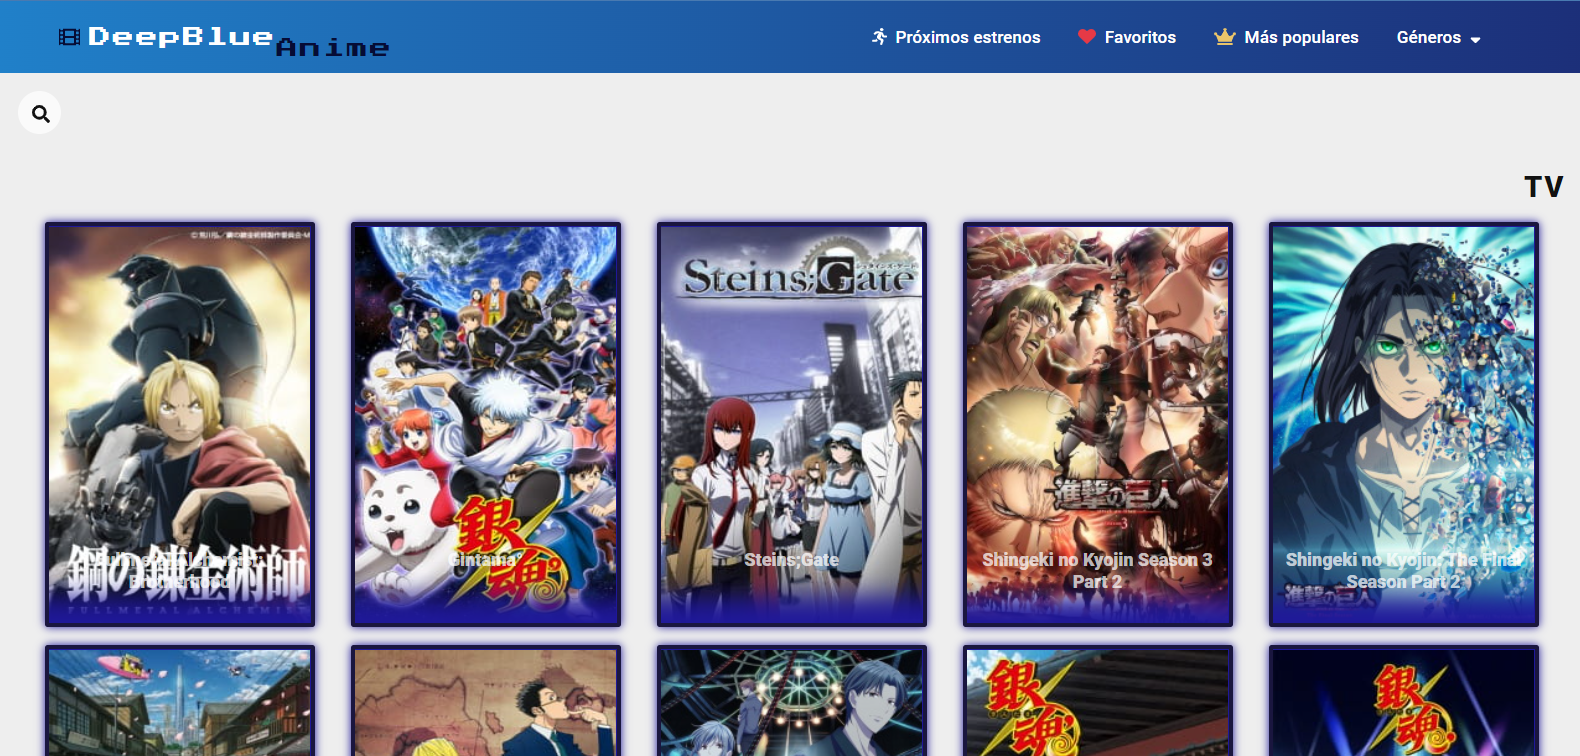 DeepBlue Anime
Próximos estrenos
Favoritos
Más populares
Géneros
TV
鋼の錬金術師
FULLMETAL ALCHEMIST
Fullmetal Alchemist:
Brotherhood
銀魂
Gintama°
Steins;Gate
Steins;Gate
進撃の巨人
Shingeki no Kyojin Season 3
Part 2
Shingeki no Kyojin: The Final
Season Part 2
進撃の巨人
銀魂
銀魂